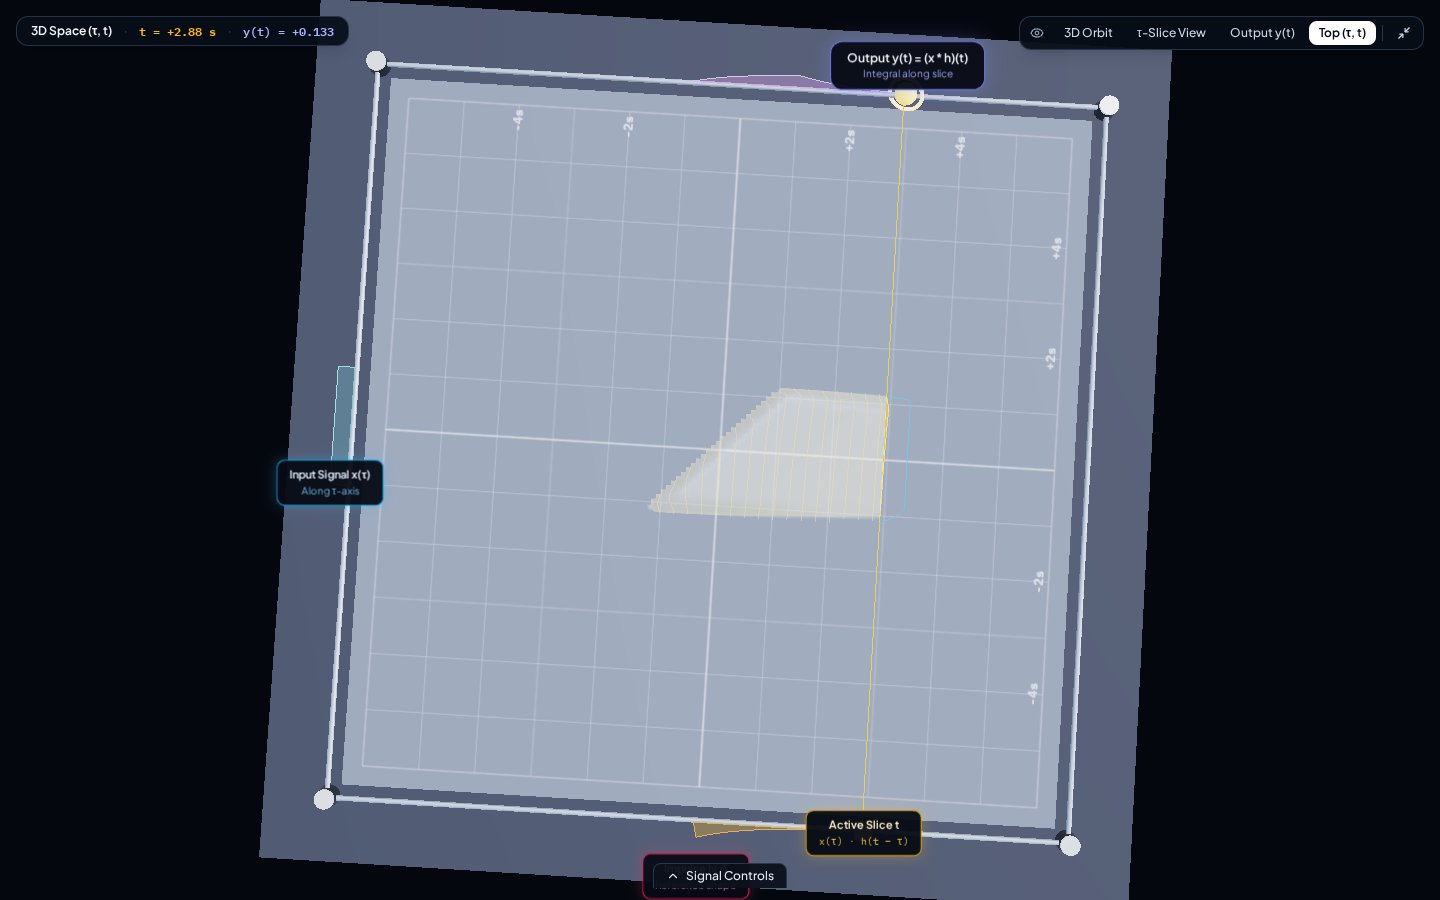 3D Space (τ, t) · t = +2.88 s · y(t) = +0.133
3D Orbit
τ-Slice View
Output y(t)
Top (τ, t)
Output y(t) = (x * h)(t)
Integral along slice
-4s
-2s
+2s
+4s
+4s
+2s
-2s
-4s
Input Signal x(τ)
Along τ-axis
Active Slice t
x(τ) · h(t − τ)
Signal Controls